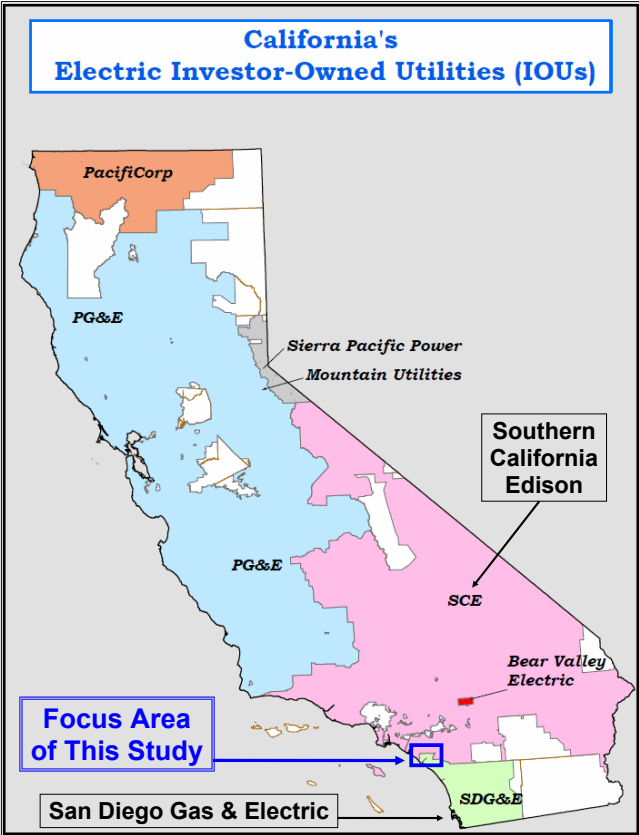 California's
Electric Investor-Owned Utilities (IOUs)
PacifiCorp
PG&E
Sierra Pacific Power
Mountain Utilities
Southern
California
Edison
PG&E
SCE
Bear Valley
Electric
Focus Area
of This Study
SDG&E
San Diego Gas & Electric